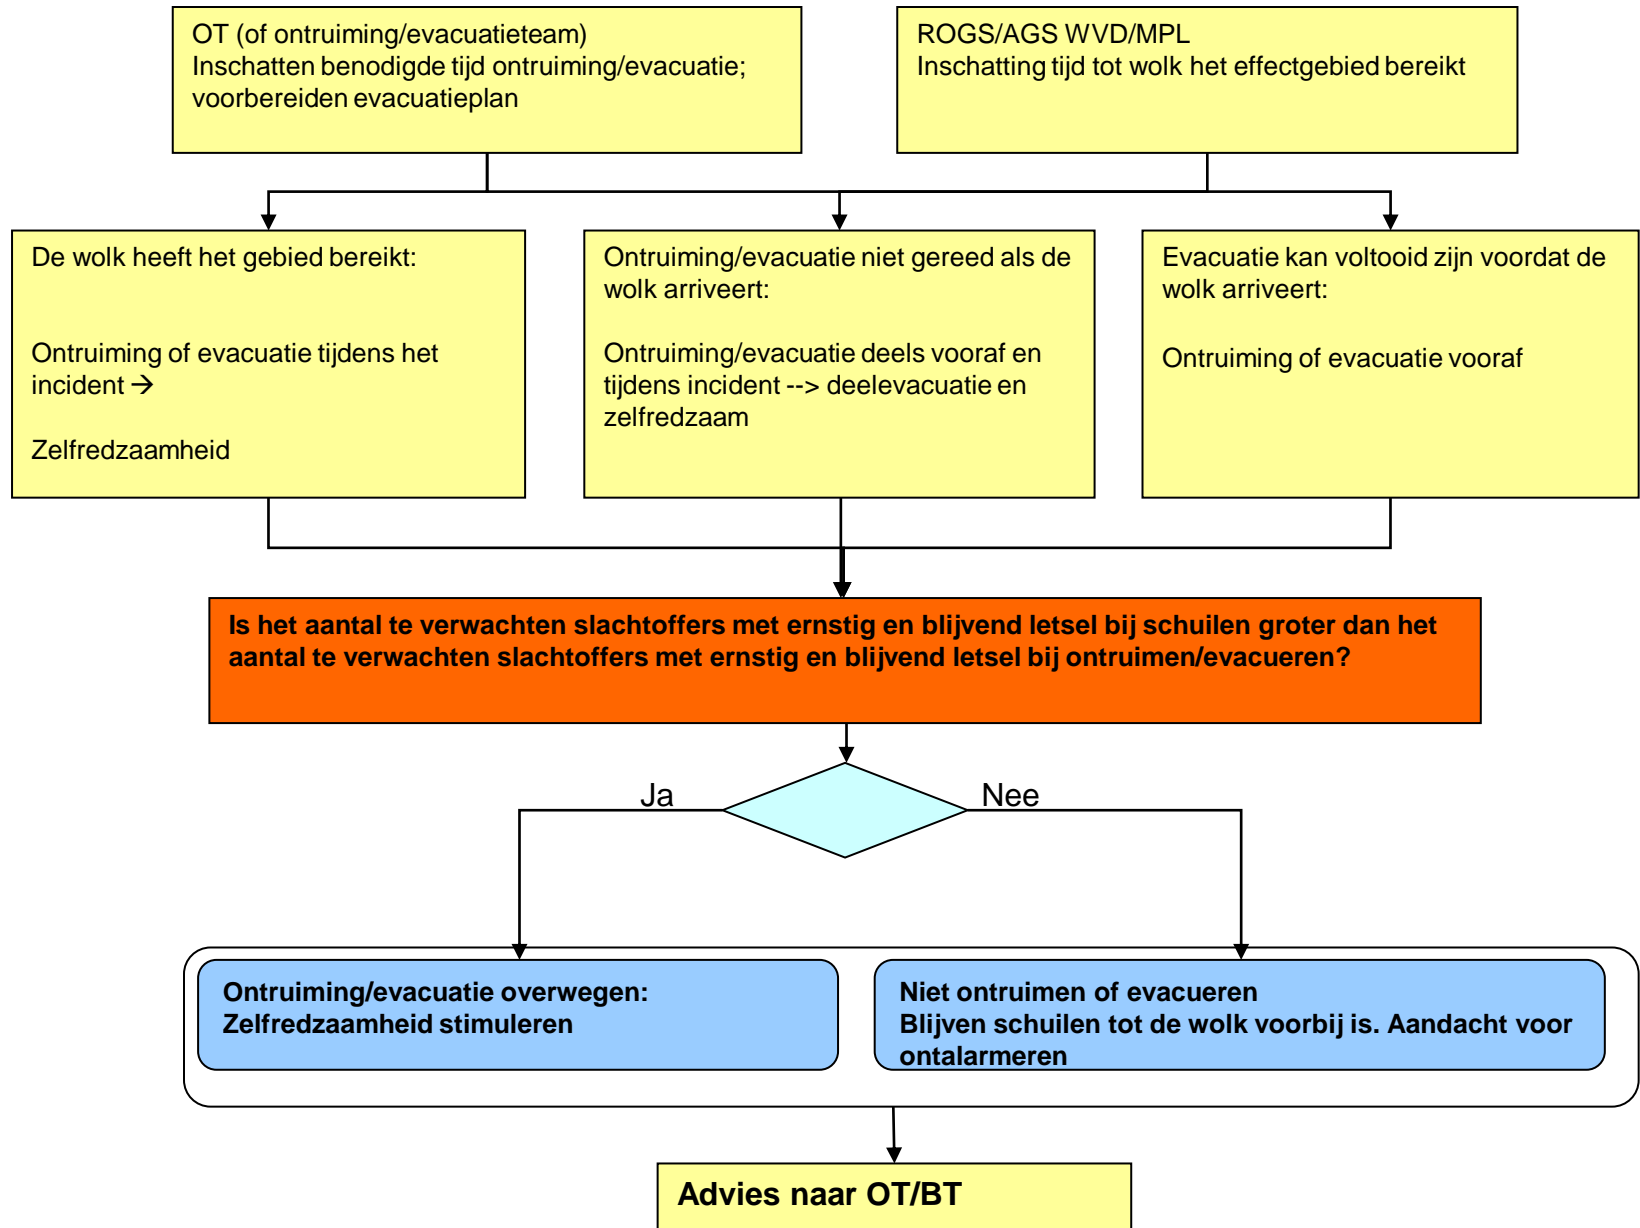 OT (of ontruiming/evacuatieteam)
Inschatten benodigde tijd ontruiming/evacuatie;
voorbereiden evacuatieplan
ROGS/AGS WVD/MPL
Inschatting tijd tot wolk het effectgebied bereikt
De wolk heeft het gebied bereikt:
Ontruiming of evacuatie tijdens het
incident →
Zelfredzaamheid
Ontruiming/evacuatie niet gereed als de
wolk arriveert:
Ontruiming/evacuatie deels vooraf en
tijdens incident --> deelevacuatie en
zelfredzaam
Evacuatie kan voltooid zijn voordat de
wolk arriveert:
Ontruiming of evacuatie vooraf
Is het aantal te verwachten slachtoffers met ernstig en blijvend letsel bij schuilen groter dan het
aantal te verwachten slachtoffers met ernstig en blijvend letsel bij ontruimen/evacueren?
Ja
Nee
Ontruiming/evacuatie overwegen:
Zelfredzaamheid stimuleren
Niet ontruimen of evacueren
Blijven schuilen tot de wolk voorbij is. Aandacht voor
ontalarmeren
Advies naar OT/BT